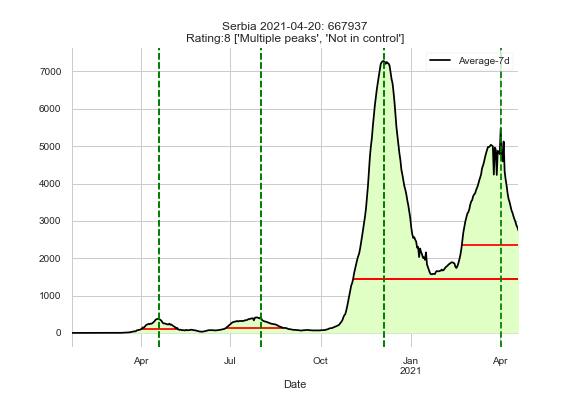 Serbia 2021-04-20: 667937
Rating:8 ['Multiple peaks', 'Not in control']
Average-7d
7000
6000
5000
4000
3000
2000
1000
0
Apr Jul Oct Jan Apr
2021
Date